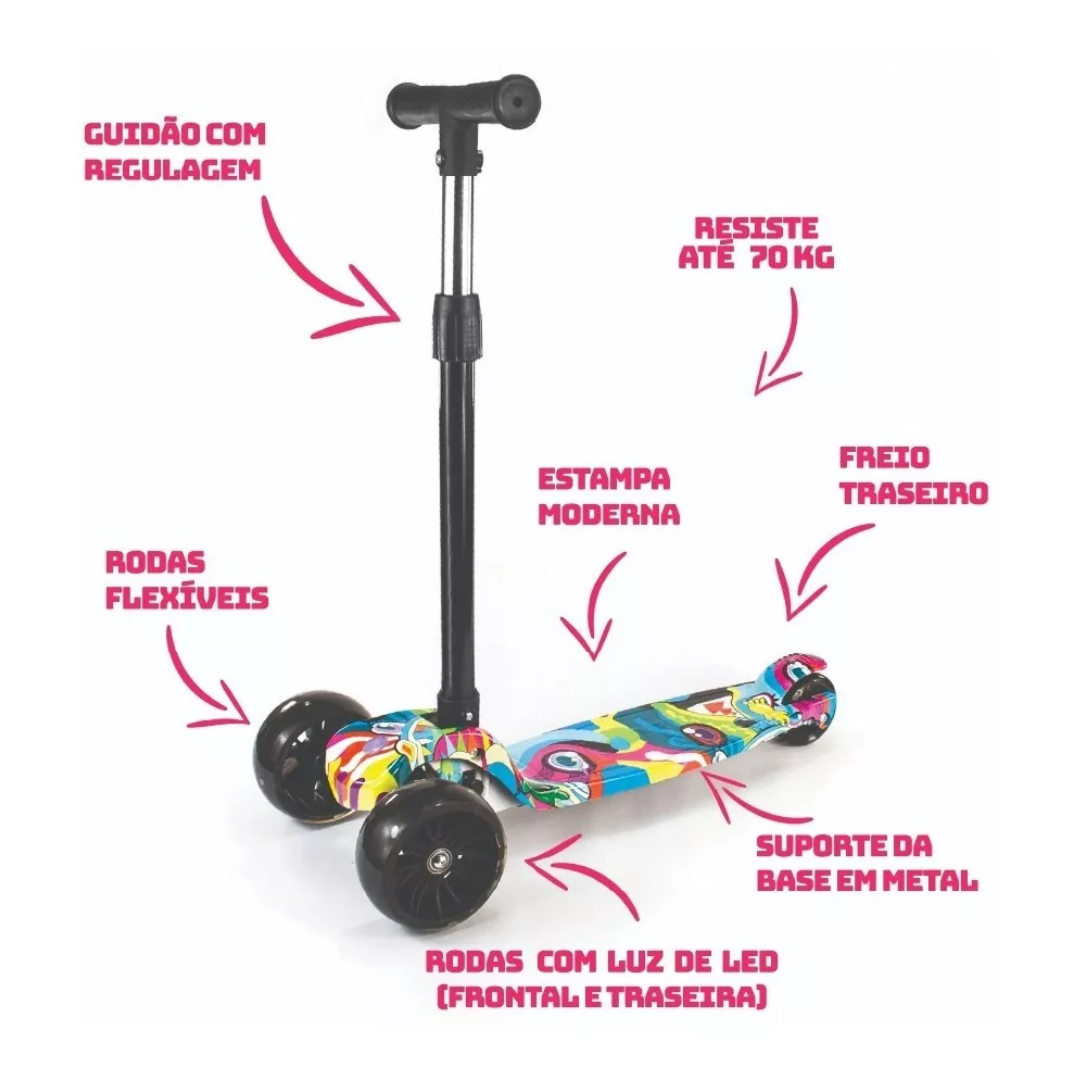 GUIDÃO COM
REGULAGEM
RESISTE
ATÉ 70 KG
FREIO
TRASEIRO
ESTAMPA
MODERNA
RODAS
FLEXÍVEIS
SUPORTE DA
BASE EM METAL
RODAS COM LUZ DE LED
(FRONTAL E TRASEIRA)